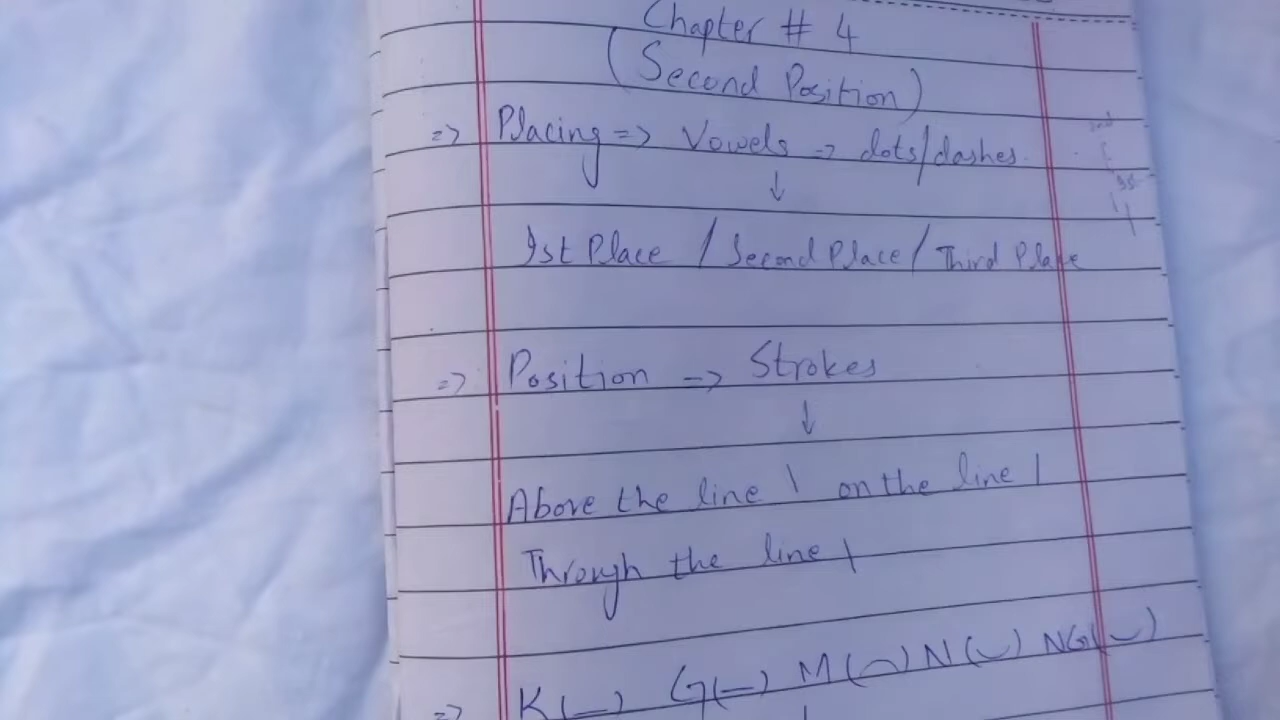 Chapter # 4
(Second Position)
=> Placing => Vowels -> dots/dashes.
↓
1st Place / Second Place / Third Place
=> Position -> Strokes
↓
Above the line \ on the line |
Through the line \
=> K(—) G(—) M(⌒) N(‿) NG(‿)